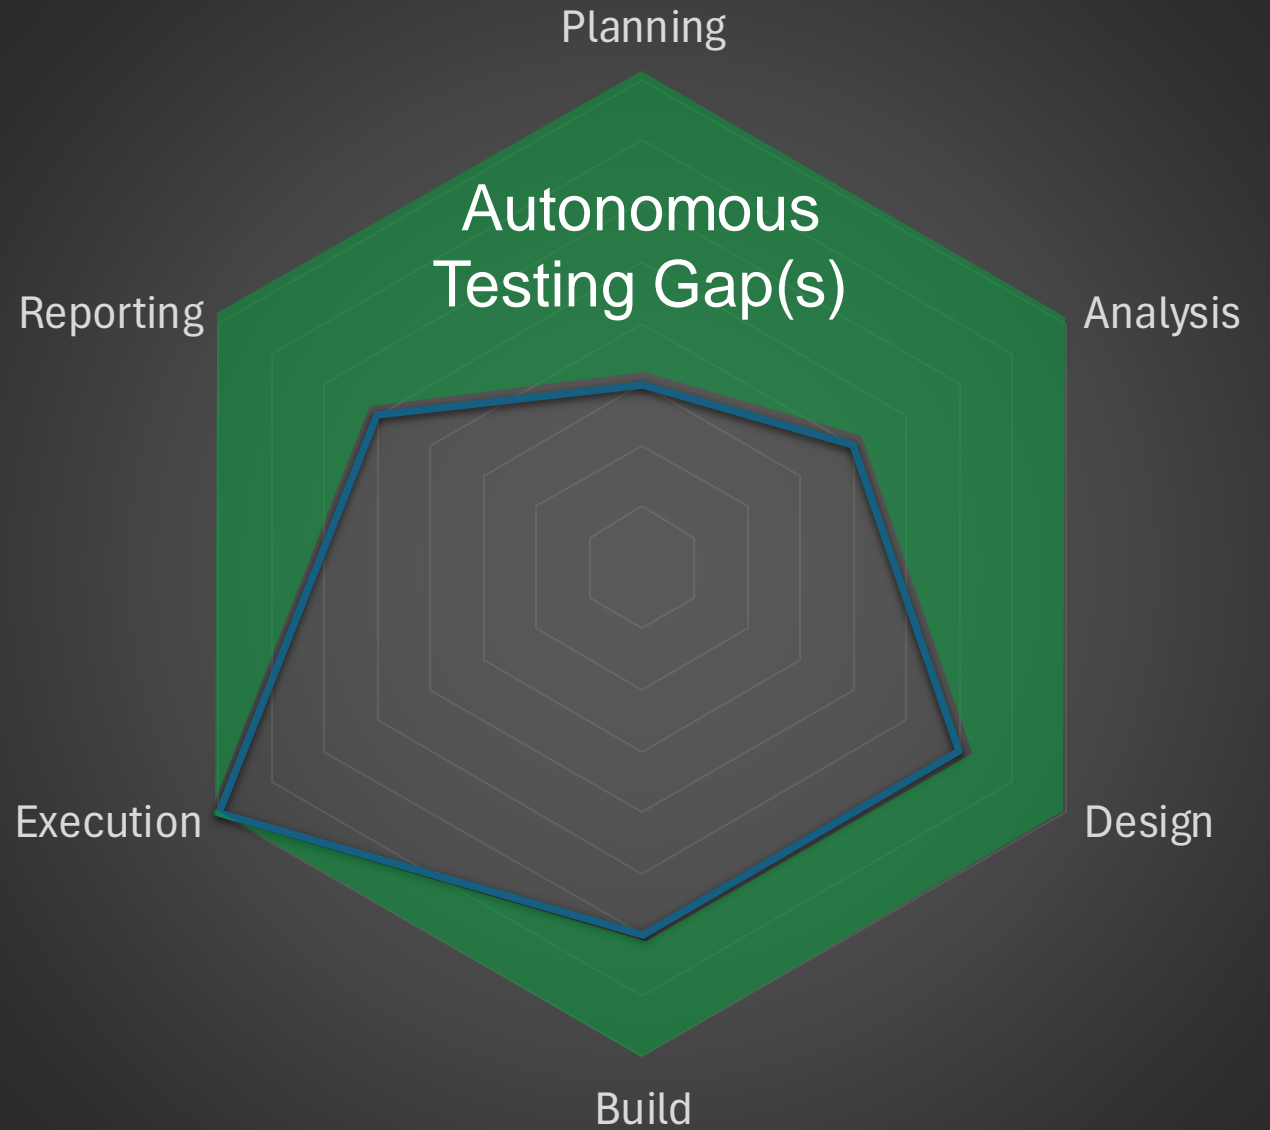 Planning
Autonomous
Testing Gap(s)
Reporting
Analysis
Execution
Design
Build